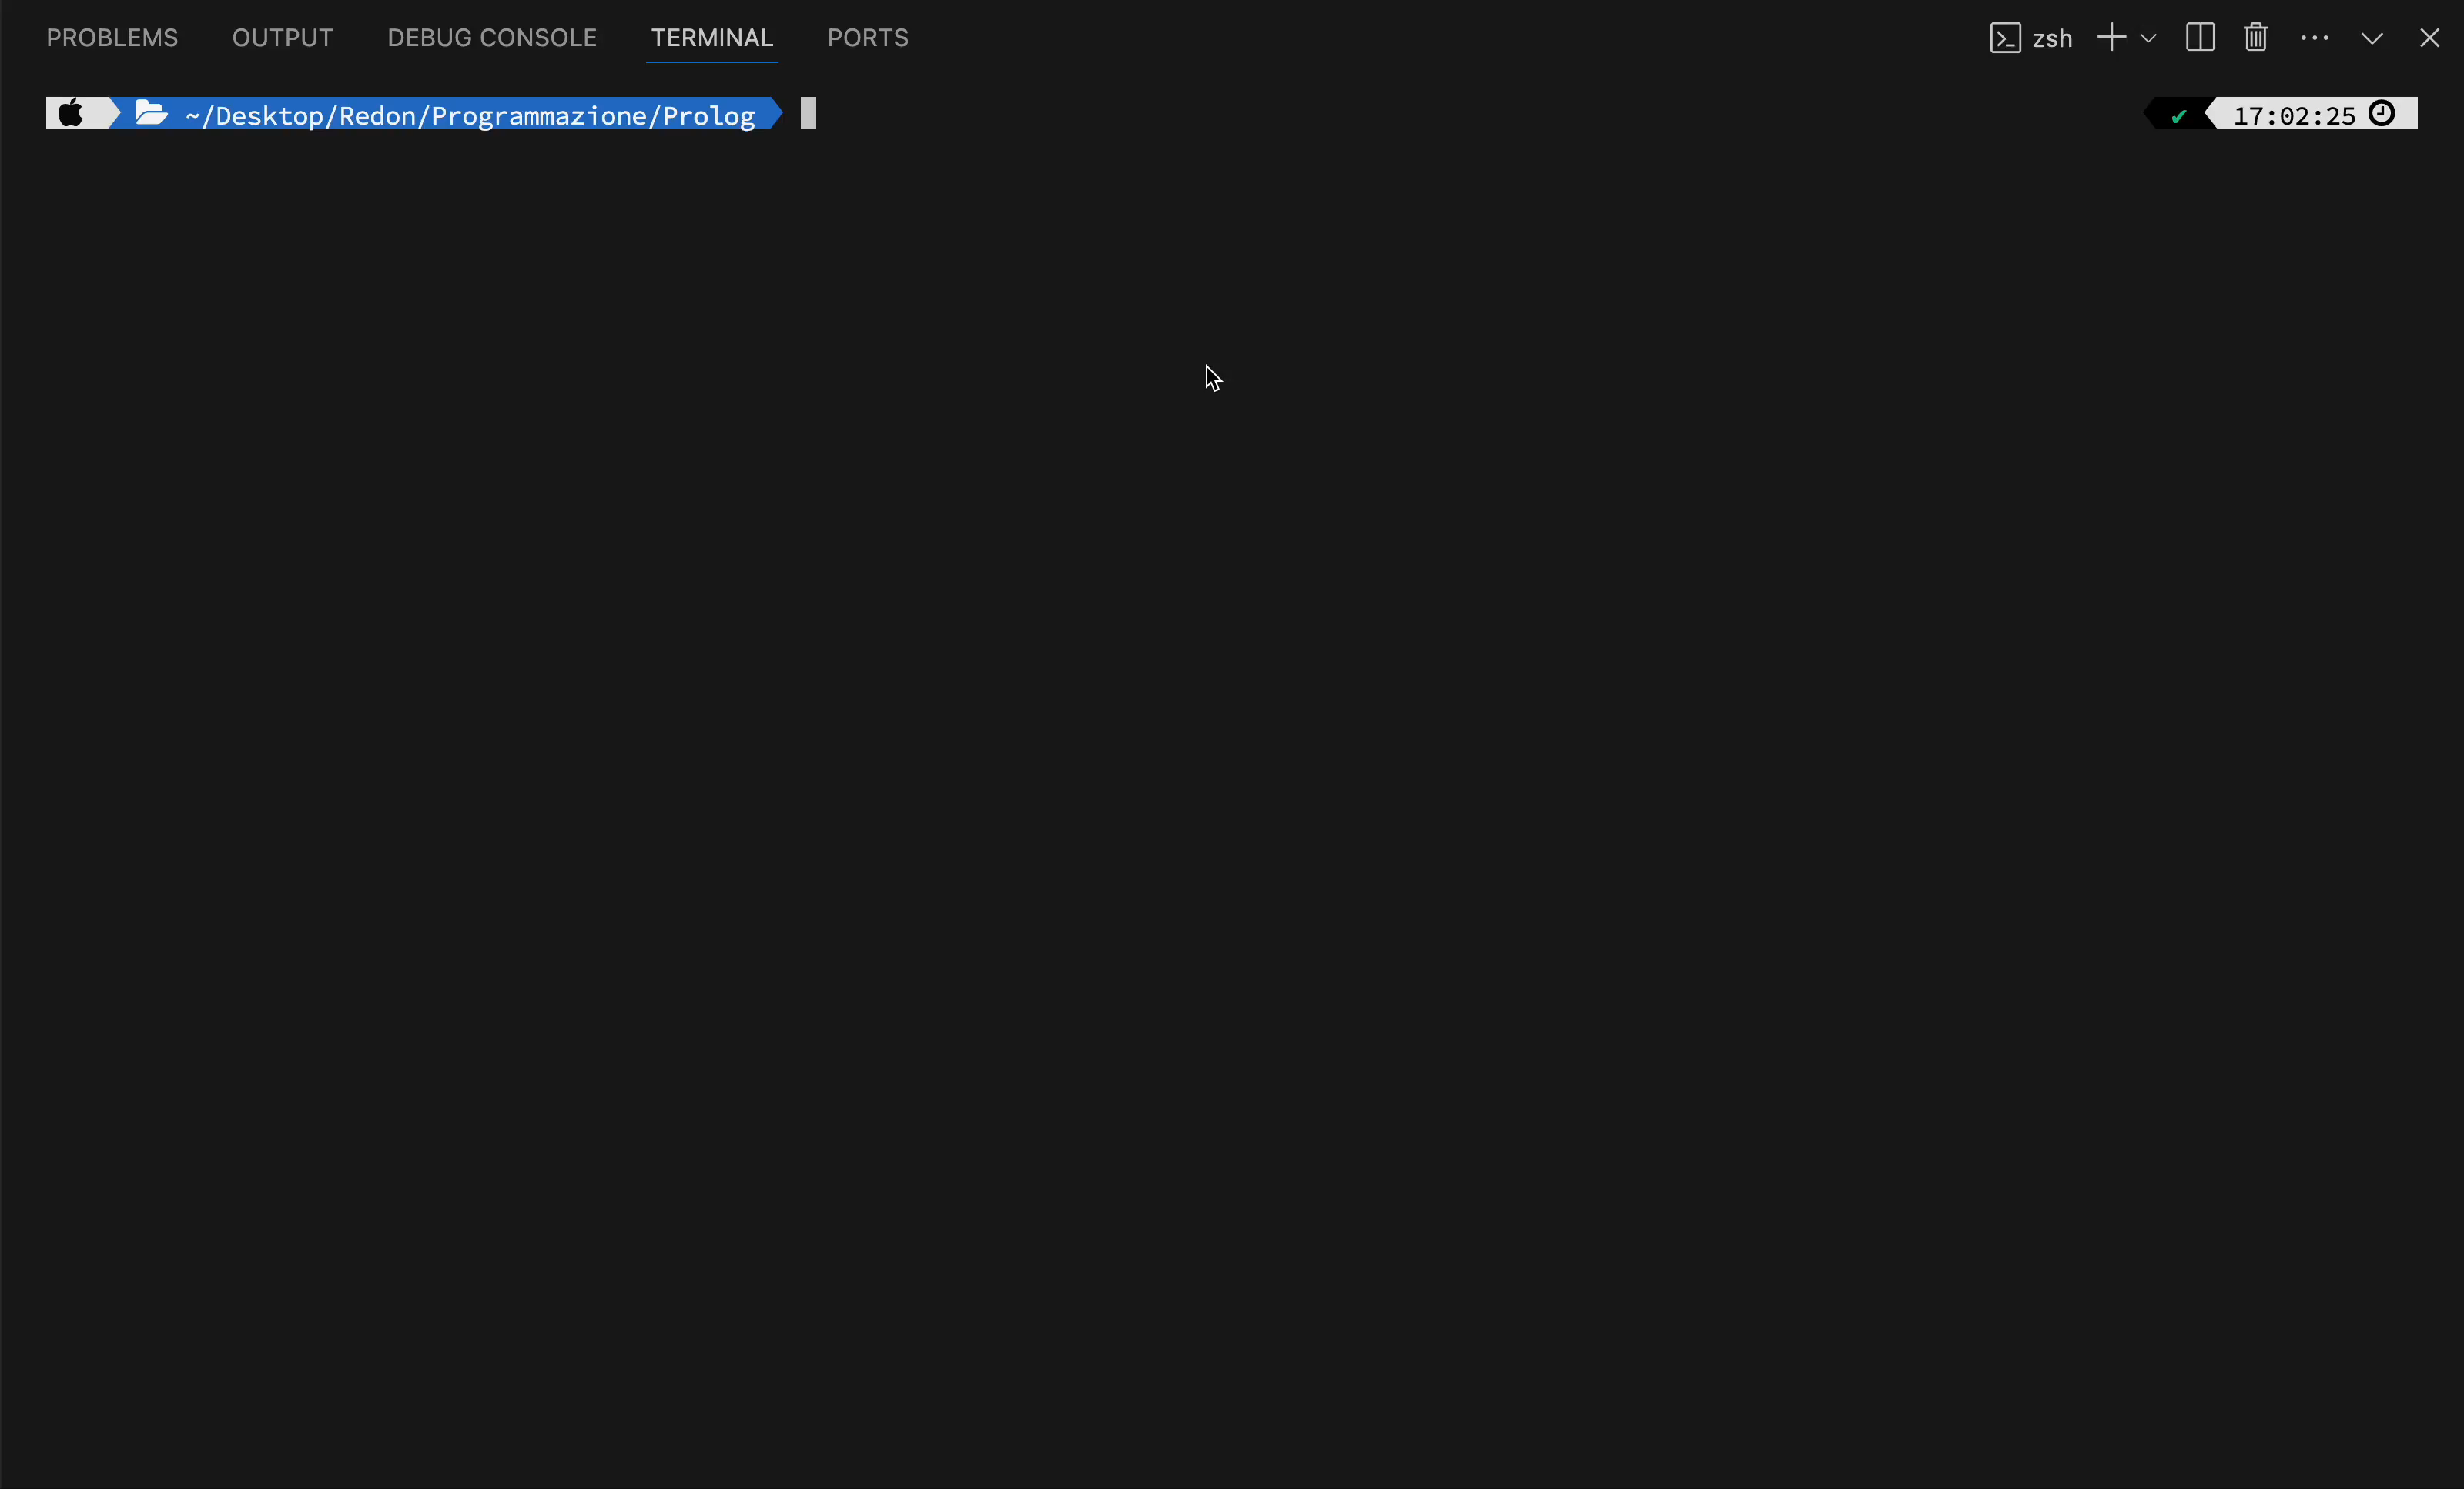 PROBLEMS OUTPUT DEBUG CONSOLE TERMINAL PORTS zsh
~/Desktop/Redon/Programmazione/Prolog ✔ 17:02:25